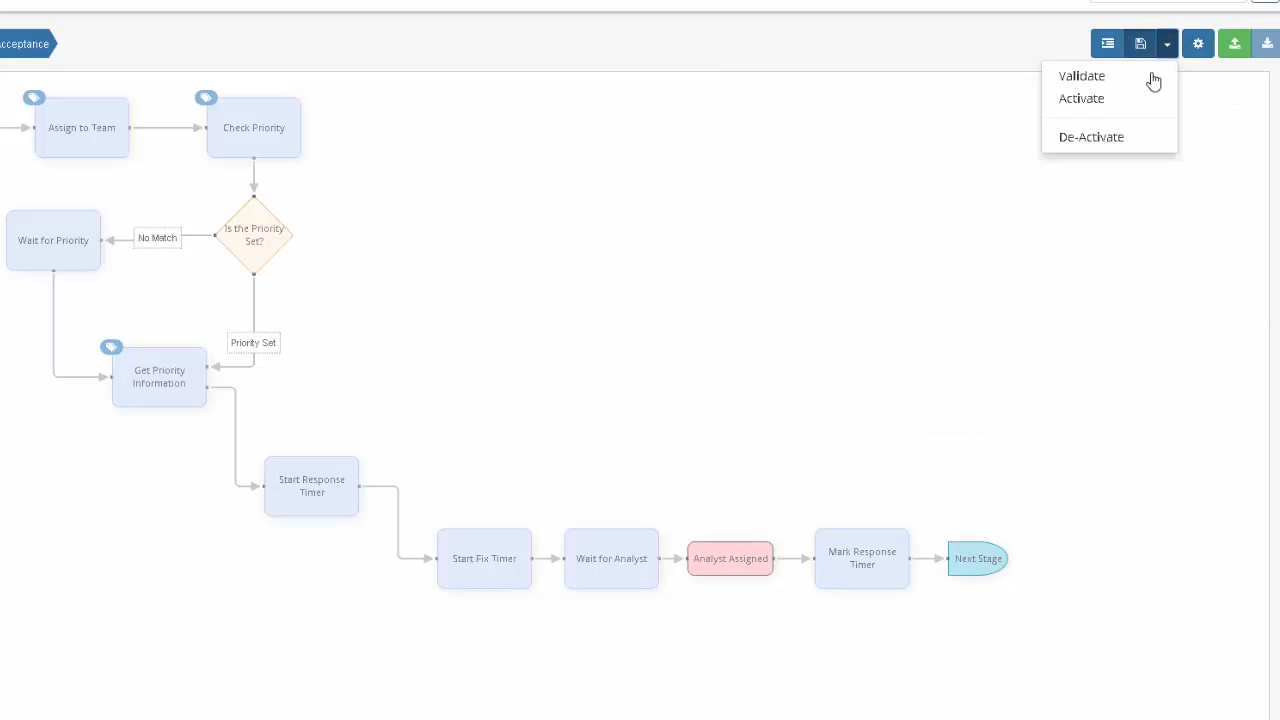 Acceptance
Validate
Activate
De-Activate
Assign to Team
Check Priority
Is the Priority
Set?
No Match
Wait for Priority
Priority Set
Get Priority
Information
Start Response
Timer
Start Fix Timer
Wait for Analyst
Analyst Assigned
Mark Response
Timer
Next Stage